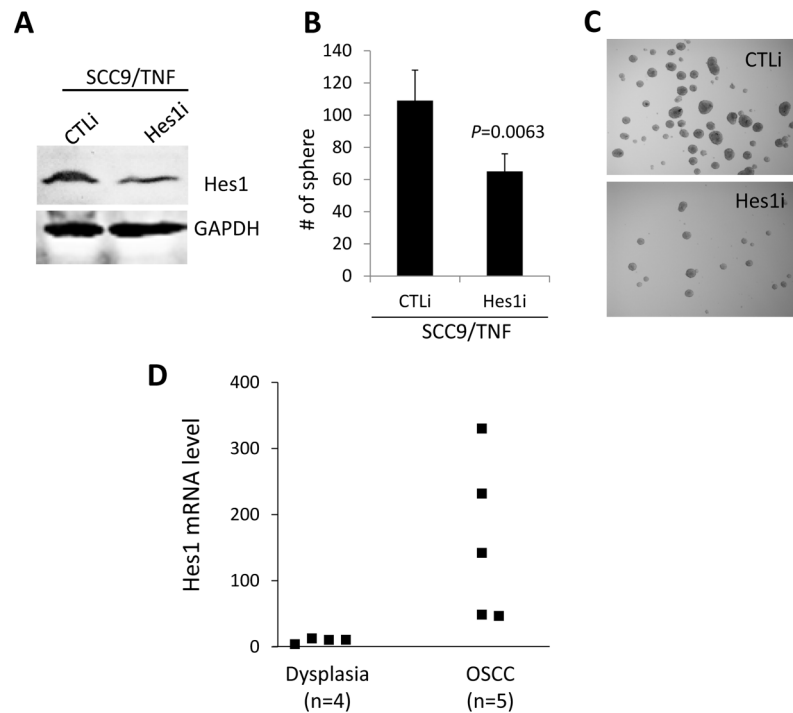 A
SCC9/TNF
CTLi
Hes1i
Hes1
GAPDH
B
140
120
100
80
60
40
20
0
# of sphere
P=0.0063
CTLi
Hes1i
SCC9/TNF
C
CTLi
Hes1i
D
400
300
200
100
0
Hes1 mRNA level
Dysplasia
(n=4)
OSCC
(n=5)